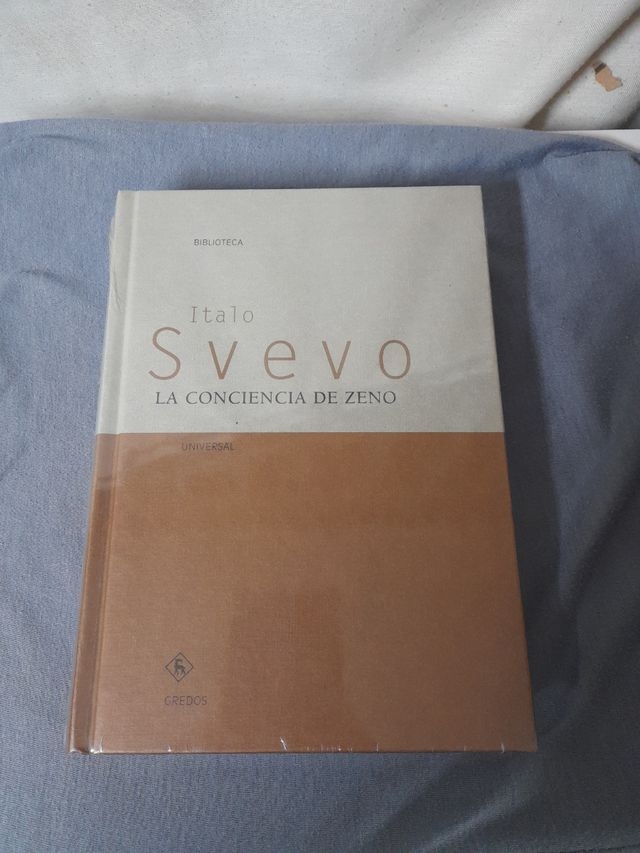 BIBLIOTECA
Italo
Svevo
LA CONCIENCIA DE ZENO
UNIVERSAL
GREDOS